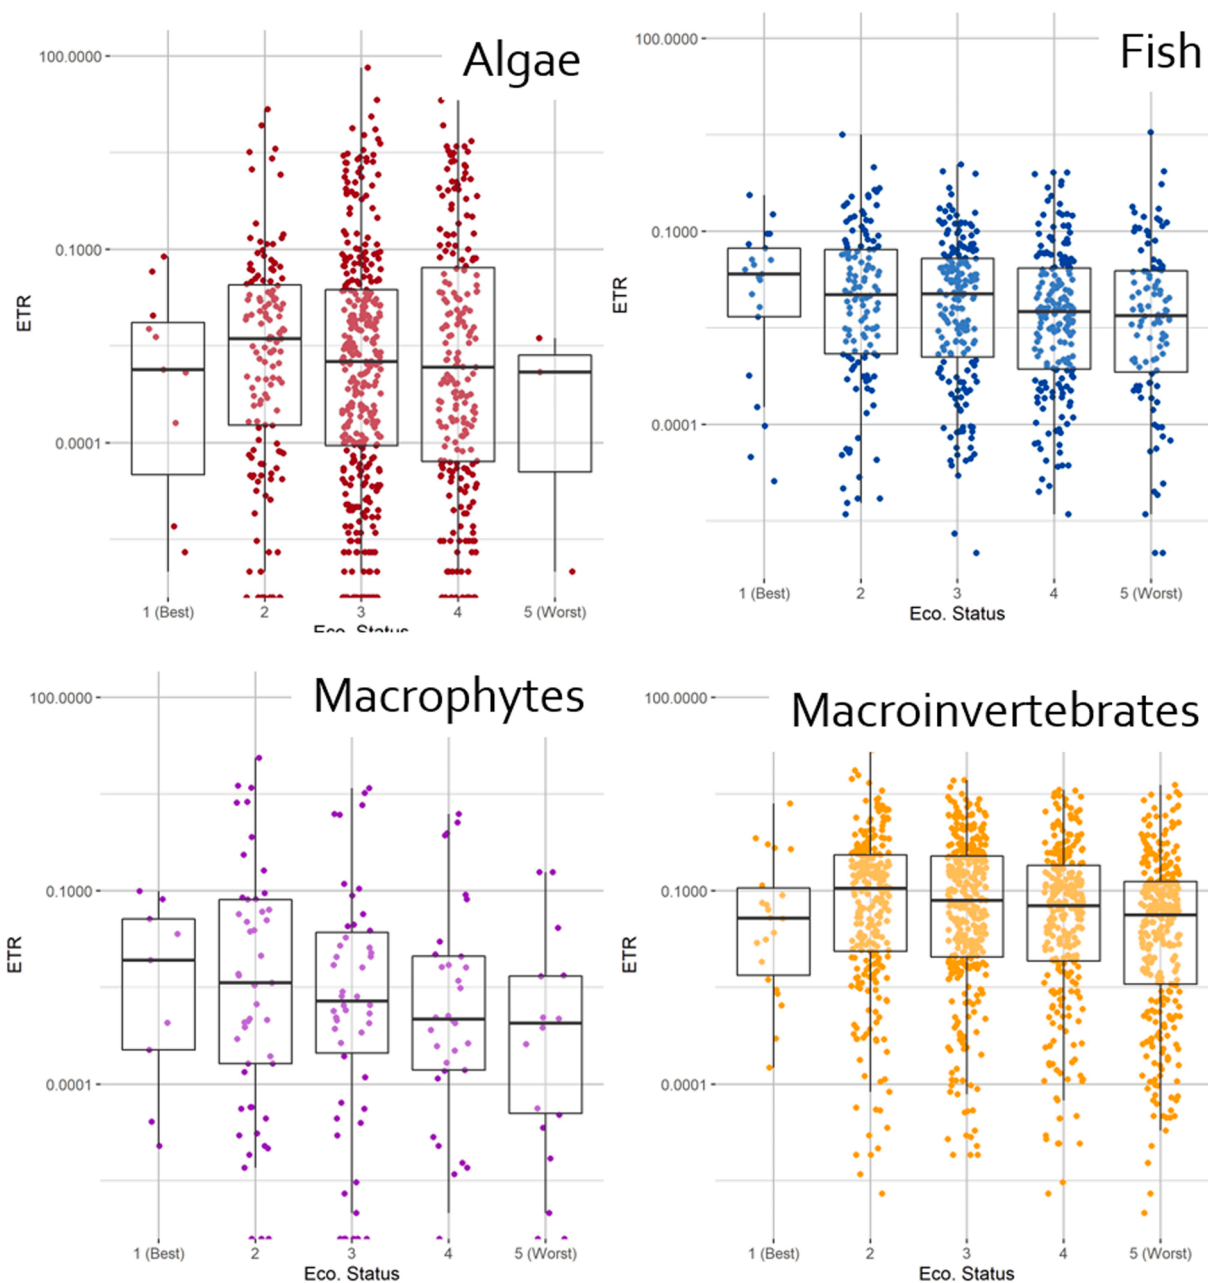 Algae
100.0000
0.1000
0.0001
ETR
1 (Best) 2 3 4 5 (Worst)
Eco. Status
Fish
100.0000
0.1000
0.0001
ETR
1 (Best) 2 3 4 5 (Worst)
Eco. Status
Macrophytes
100.0000
0.1000
0.0001
ETR
1 (Best) 2 3 4 5 (Worst)
Eco. Status
Macroinvertebrates
100.0000
0.1000
0.0001
ETR
1 (Best) 2 3 4 5 (Worst)
Eco. Status